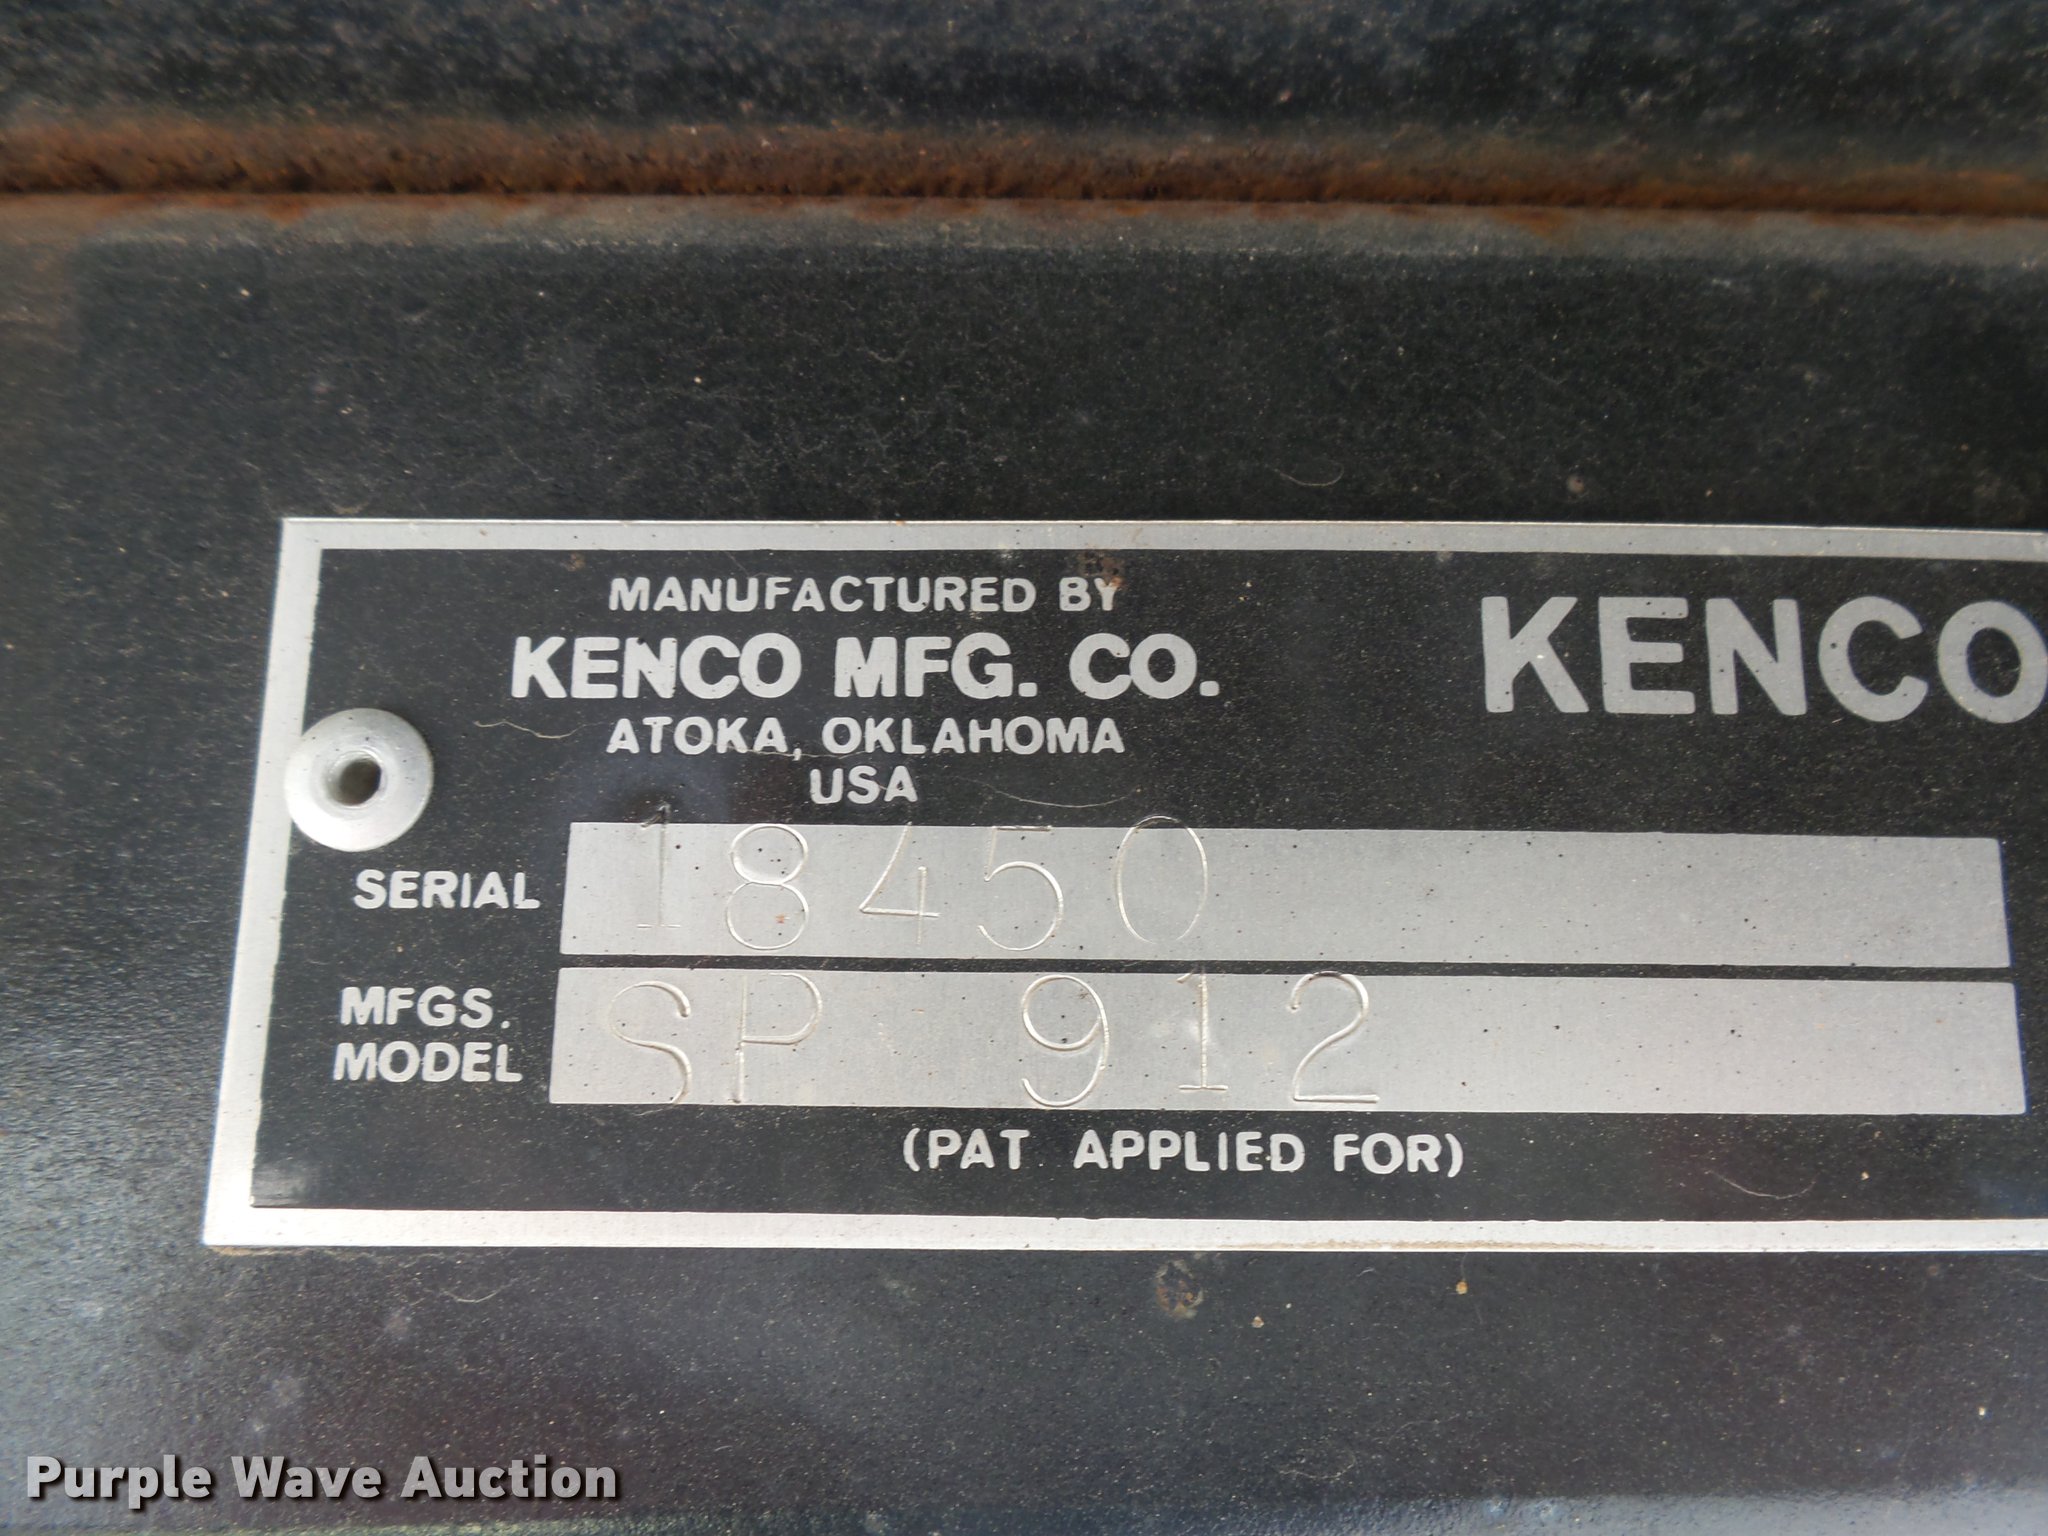 MANUFACTURED BY
KENCO MFG. CO.
ATOKA, OKLAHOMA
USA
KENCO
SERIAL 18450
MFGS. MODEL SP 912
(PAT. APPLIED FOR)
Purple Wave Auction